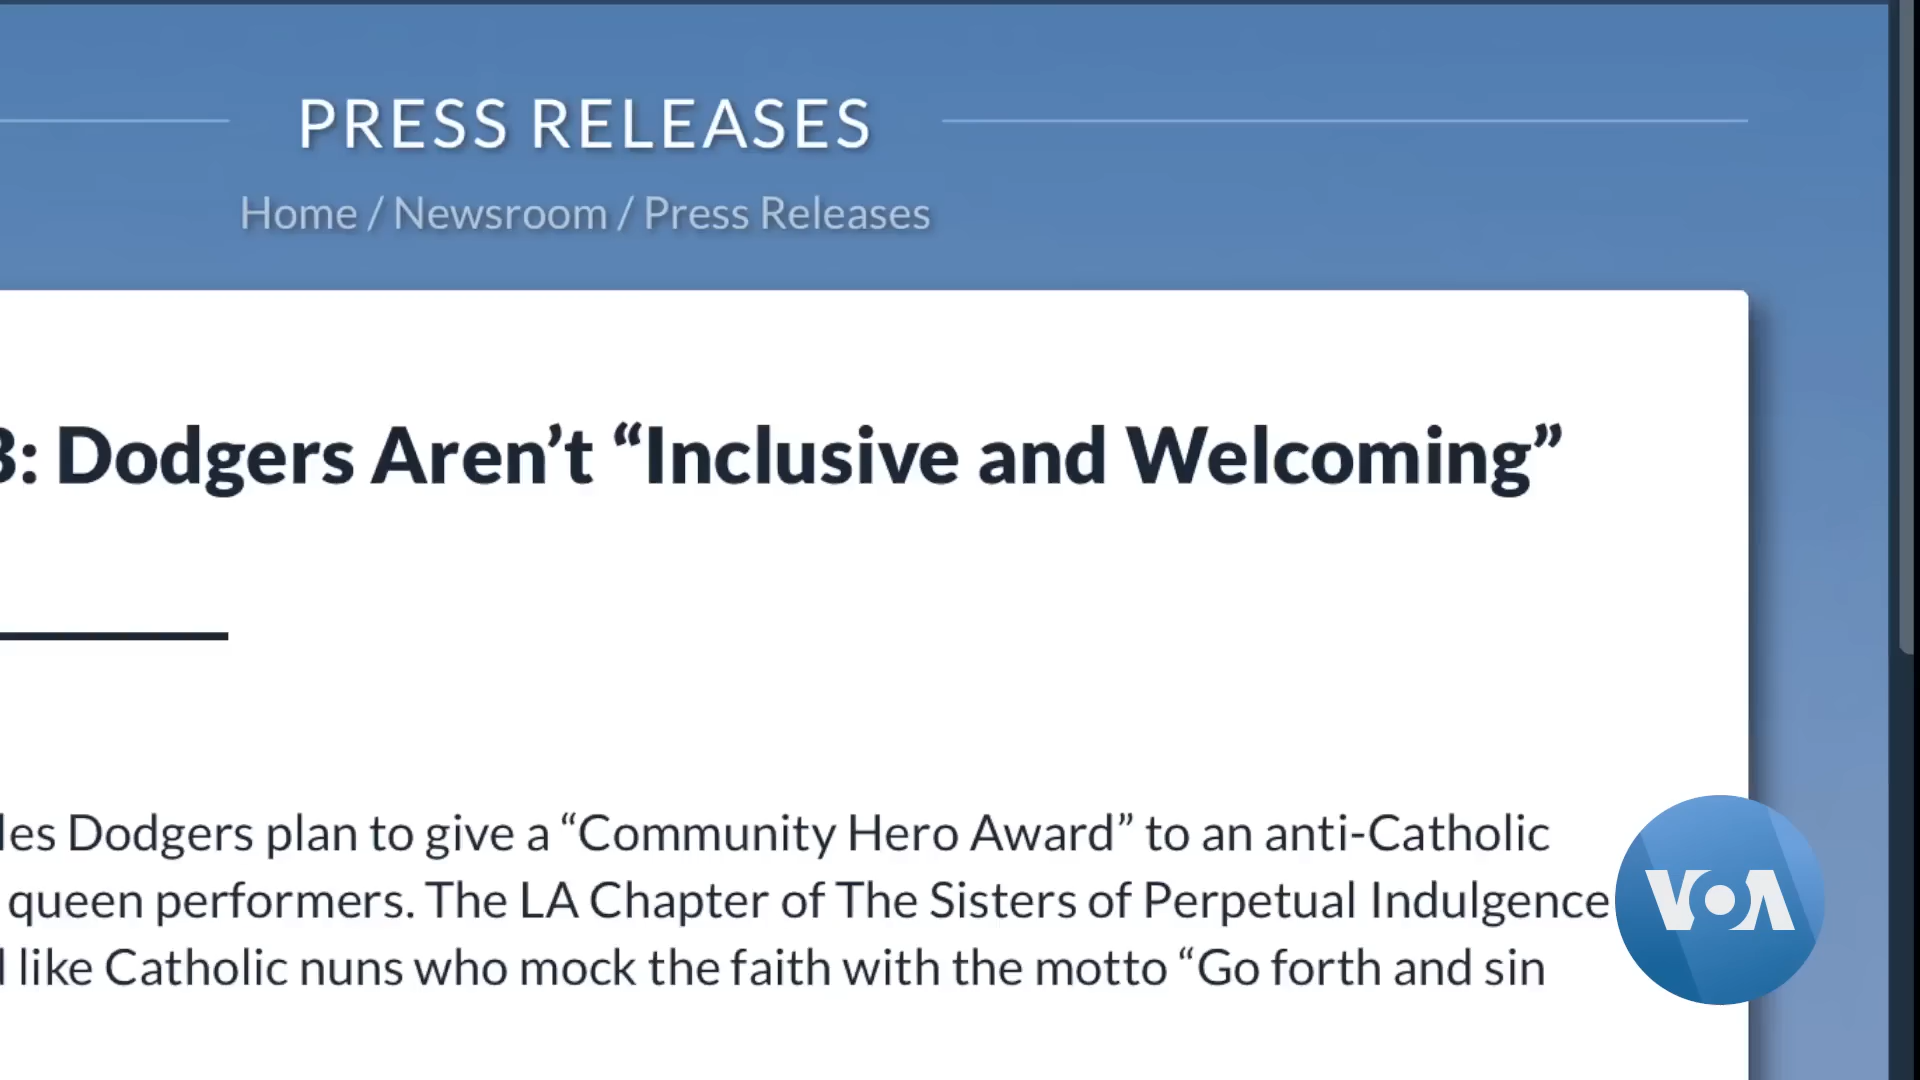 PRESS RELEASES
Home / Newsroom / Press Releases
: Dodgers Aren’t “Inclusive and Welcoming”
les Dodgers plan to give a “Community Hero Award” to an anti-Catholic
queen performers. The LA Chapter of The Sisters of Perpetual Indulgence
like Catholic nuns who mock the faith with the motto “Go forth and sin
VOA